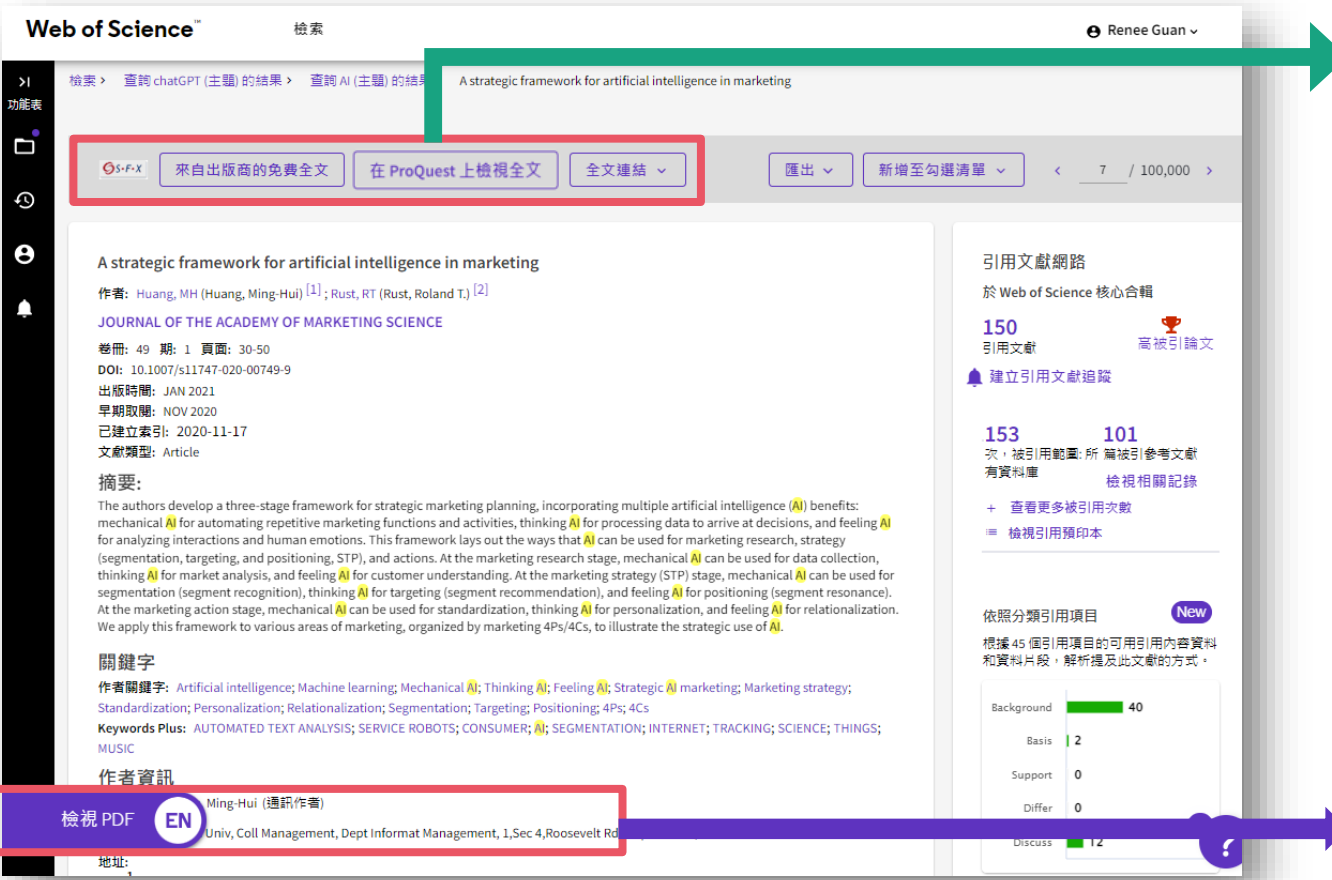 Web of Science™
檢索
Renee Guan
功能表
檢索 > 查詢 chatGPT (主題) 的結果 > 查詢 AI (主題) 的結果 A strategic framework for artificial intelligence in marketing
S·F·X 來自出版商的免費全文 在 ProQuest 上檢視全文 全文連結
匯出 新增至勾選清單 < 7 / 100,000 >
A strategic framework for artificial intelligence in marketing
作者: Huang, MH (Huang, Ming-Hui) [1] ; Rust, RT (Rust, Roland T.) [2]
JOURNAL OF THE ACADEMY OF MARKETING SCIENCE
卷冊: 49 期: 1 頁面: 30-50
DOI: 10.1007/s11747-020-00749-9
出版時間: JAN 2021
早期取閱: NOV 2020
已建立索引: 2020-11-17
文獻類型: Article
摘要:
The authors develop a three-stage framework for strategic marketing planning, incorporating multiple artificial intelligence (AI) benefits:
mechanical AI for automating repetitive marketing functions and activities, thinking AI for processing data to arrive at decisions, and feeling AI
for analyzing interactions and human emotions. This framework lays out the ways that AI can be used for marketing research, strategy
(segmentation, targeting, and positioning, STP), and actions. At the marketing research stage, mechanical AI can be used for data collection,
thinking AI for market analysis, and feeling AI for customer understanding. At the marketing strategy (STP) stage, mechanical AI can be used for
segmentation (segment recognition), thinking AI for targeting (segment recommendation), and feeling AI for positioning (segment resonance).
At the marketing action stage, mechanical AI can be used for standardization, thinking AI for personalization, and feeling AI for relationalization.
We apply this framework to various areas of marketing, organized by marketing 4Ps/4Cs, to illustrate the strategic use of AI.
關鍵字
作者關鍵字: Artificial intelligence; Machine learning; Mechanical AI; Thinking AI; Feeling AI; Strategic AI marketing; Marketing strategy;
Standardization; Personalization; Relationalization; Segmentation; Targeting; Positioning; 4Ps; 4Cs
Keywords Plus: AUTOMATED TEXT ANALYSIS; SERVICE ROBOTS; CONSUMER; AI; SEGMENTATION; INTERNET; TRACKING; SCIENCE; THINGS;
MUSIC
作者資訊
Ming-Hui (通訊作者)
檢視 PDF EN
Univ, Coll Management, Dept Informat Management, 1,Sec 4,Roosevelt Rd
地址:
1
引用文獻網路
於 Web of Science 核心合輯
150
引用文獻
高被引論文
建立引用文獻追蹤
153
次，被引用範圍: 所
有資料庫
101
篇被引參考文獻
檢視相關記錄
+ 查看更多被引用次數
檢視引用預印本
依照分類引用項目 New
根據 45 個引用項目的可用引用內容資料
和資料片段，解析提及此文獻的方式。
Background 40
Basis 2
Support 0
Differ 0
Discuss 12
?